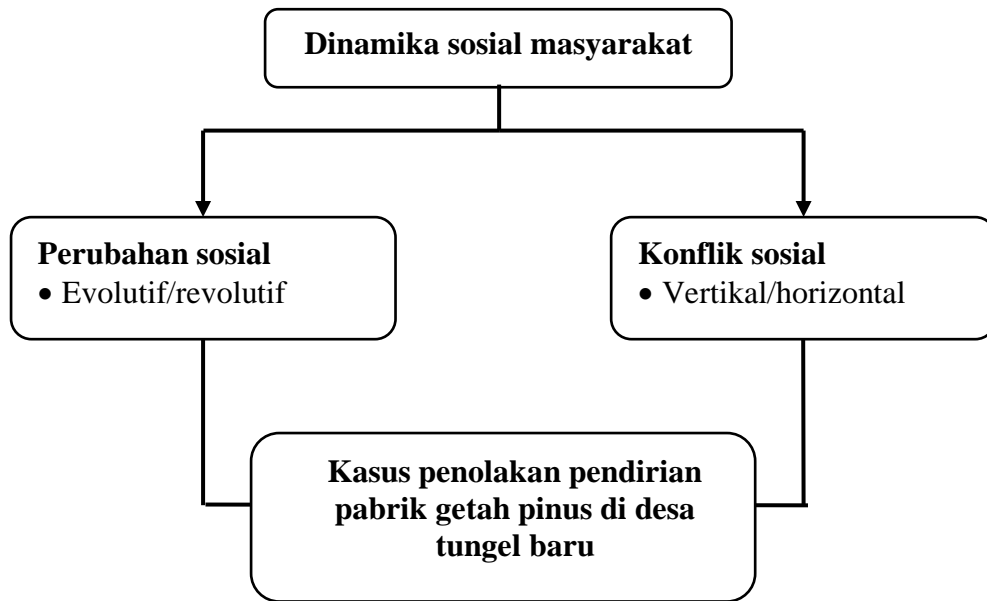 Dinamika sosial masyarakat
Perubahan sosial
• Evolutif/revolutif
Konflik sosial
• Vertikal/horizontal
Kasus penolakan pendirian
pabrik getah pinus di desa
tungel baru